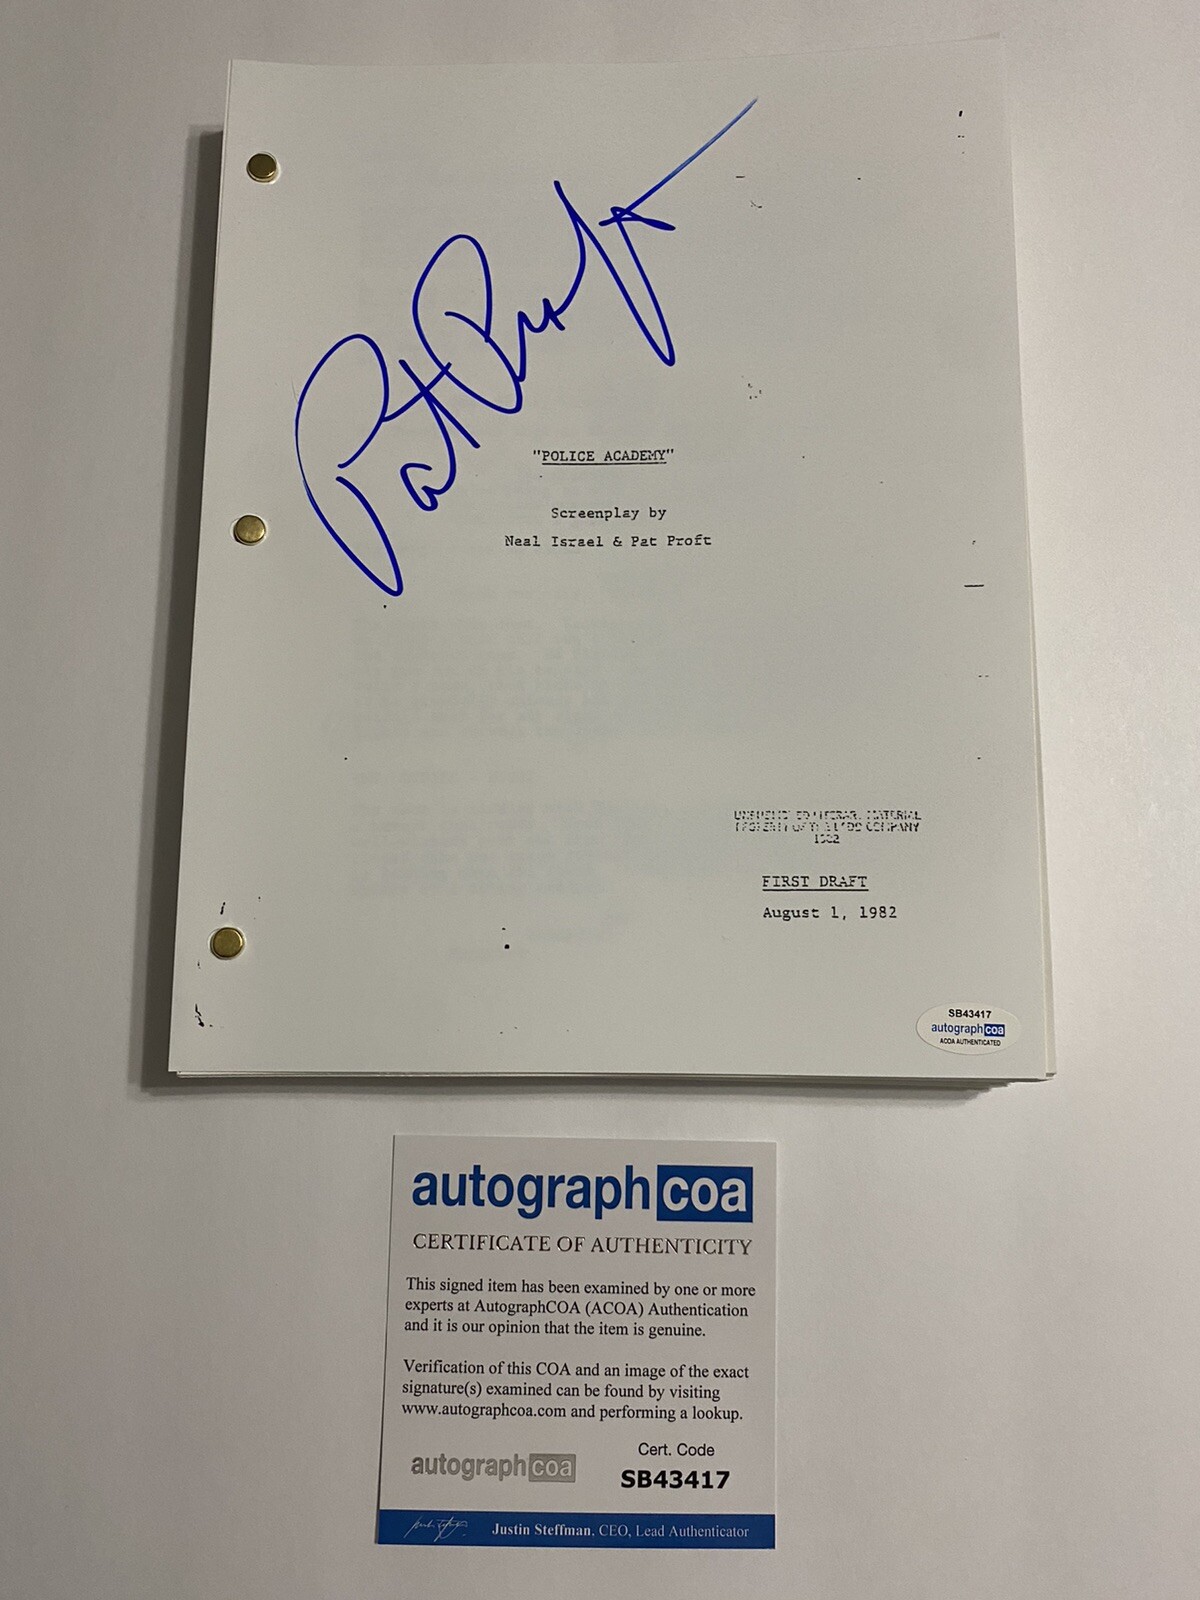 Pat Proft
"POLICE ACADEMY"
Screenplay by
Neal Israel & Pat Proft
MATERIAL
COMPANY
FIRST DRAFT
August 1, 1982
SB43417
autographcoa
ACOA AUTHENTICATED
autographcoa
CERTIFICATE OF AUTHENTICITY
This signed item has been examined by one or more
experts at AutographCOA (ACOA) Authentication
and it is our opinion that the item is genuine.
Verification of this COA and an image of the exact
signature(s) examined can be found by visiting
www.autographcoa.com and performing a lookup.
autographcoa
Cert. Code
SB43417
Justin Steffman, CEO, Lead Authenticator